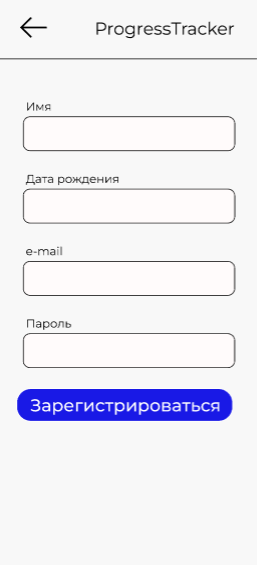 ProgressTracker
Имя
Дата рождения
e-mail
Пароль
Зарегистрироваться